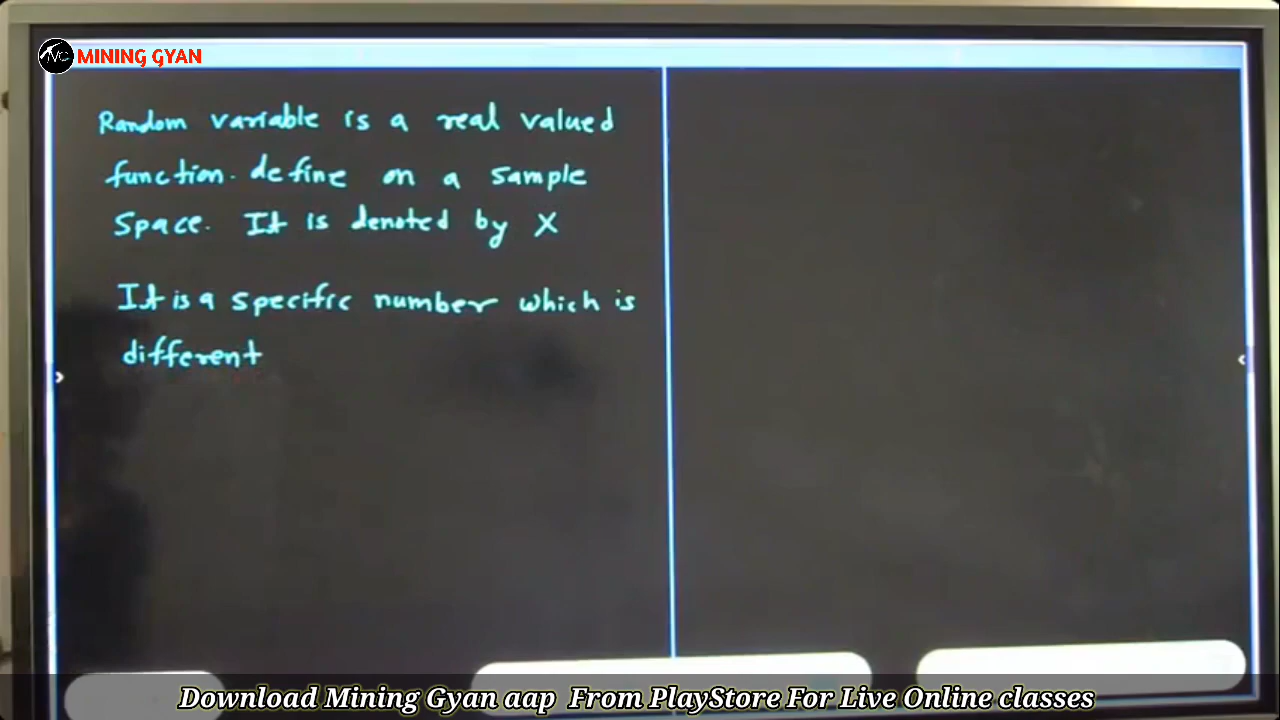 MINING GYAN
Random variable is a real valued
function. define on a sample
space. It is denoted by X
It is a specific number which is
different
Download Mining Gyan aap From PlayStore For Live Online classes